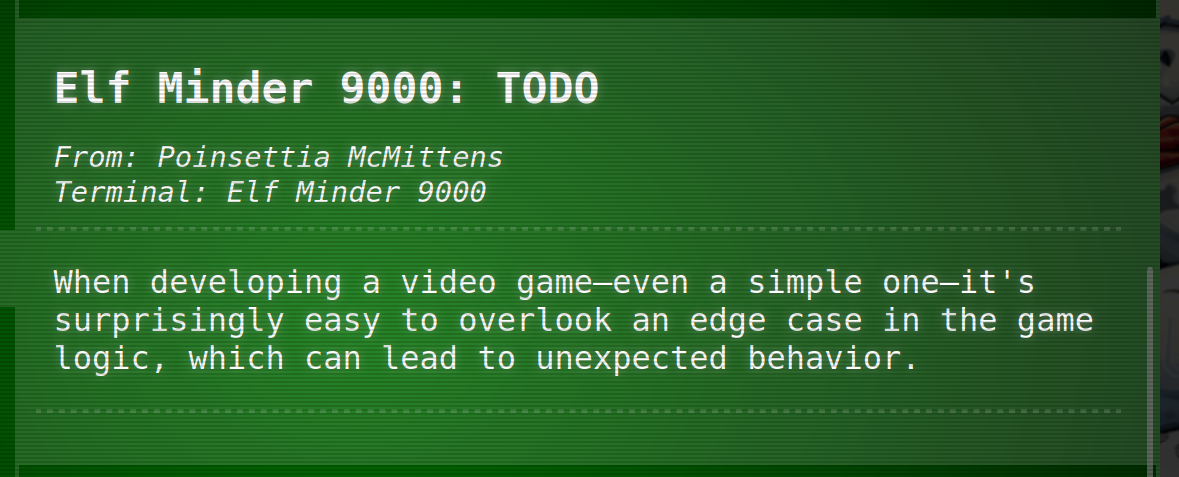 Elf Minder 9000: TODO
From: Poinsettia McMittens
Terminal: Elf Minder 9000
When developing a video game—even a simple one—it's
surprisingly easy to overlook an edge case in the game
logic, which can lead to unexpected behavior.